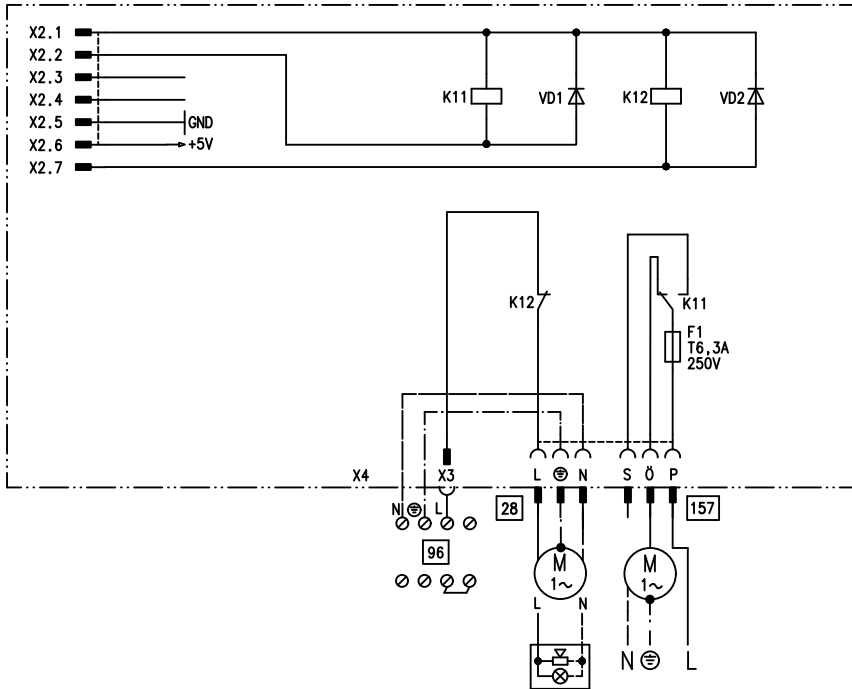 X2.1
X2.2
X2.3
X2.4
X2.5 GND
X2.6 +5V
X2.7
K11 VD1 K12 VD2
K12 K11
F1
T6,3A
250V
X4 X3 L N S Ö P
N L 28 157
96
M M
1~ 1~
L N
N L